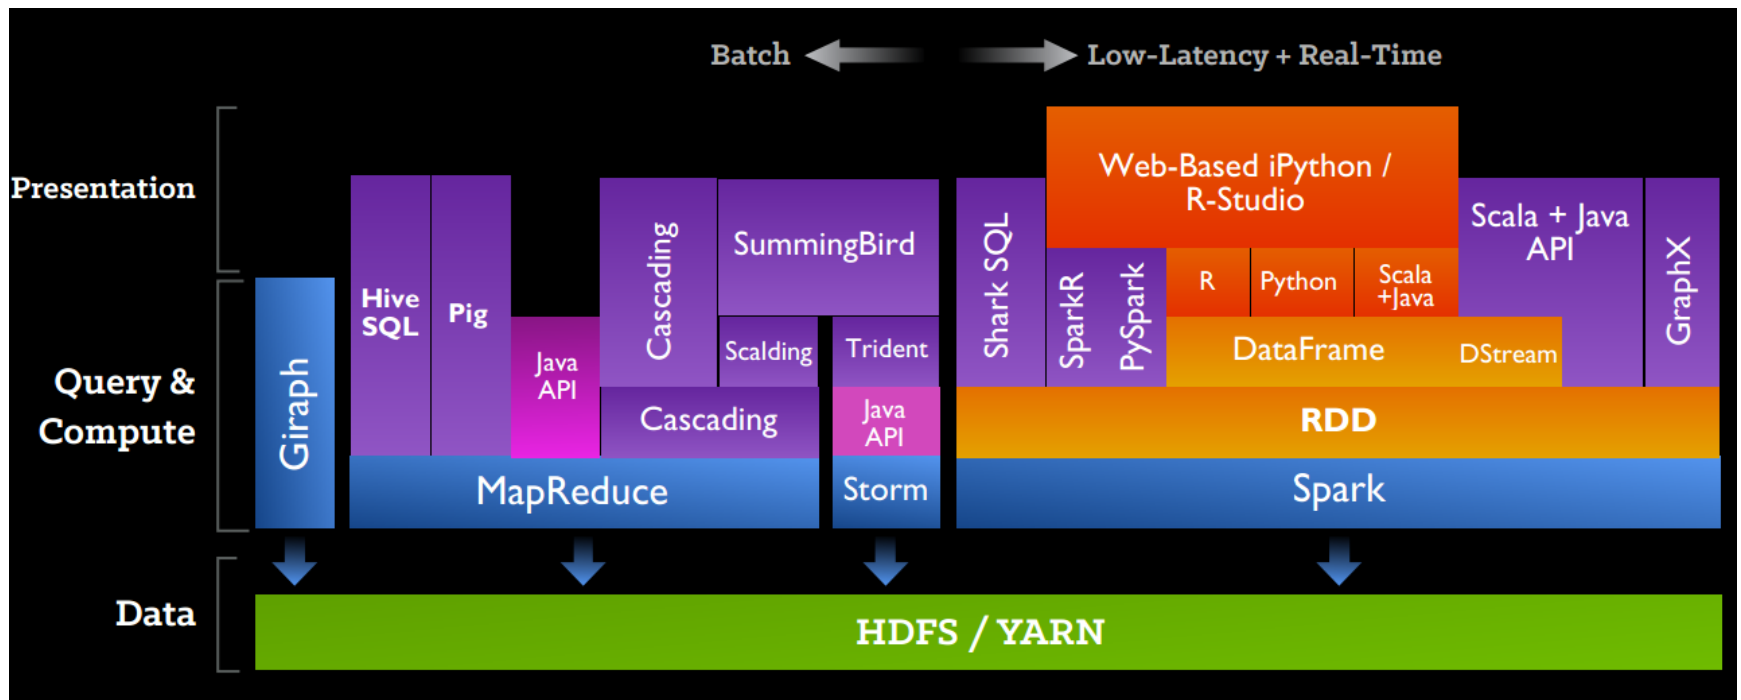 Batch
Low-Latency + Real-Time
Presentation
Query &
Compute
Data
Giraph
Hive
SQL
Pig
Java
API
Cascading
SummingBird
Scalding
Trident
Cascading
Java
API
MapReduce
Storm
Shark SQL
Web-Based iPython /
R-Studio
SparkR
PySpark
R
Python
Scala
+Java
DataFrame
DStream
Scala + Java
API
GraphX
RDD
Spark
HDFS / YARN